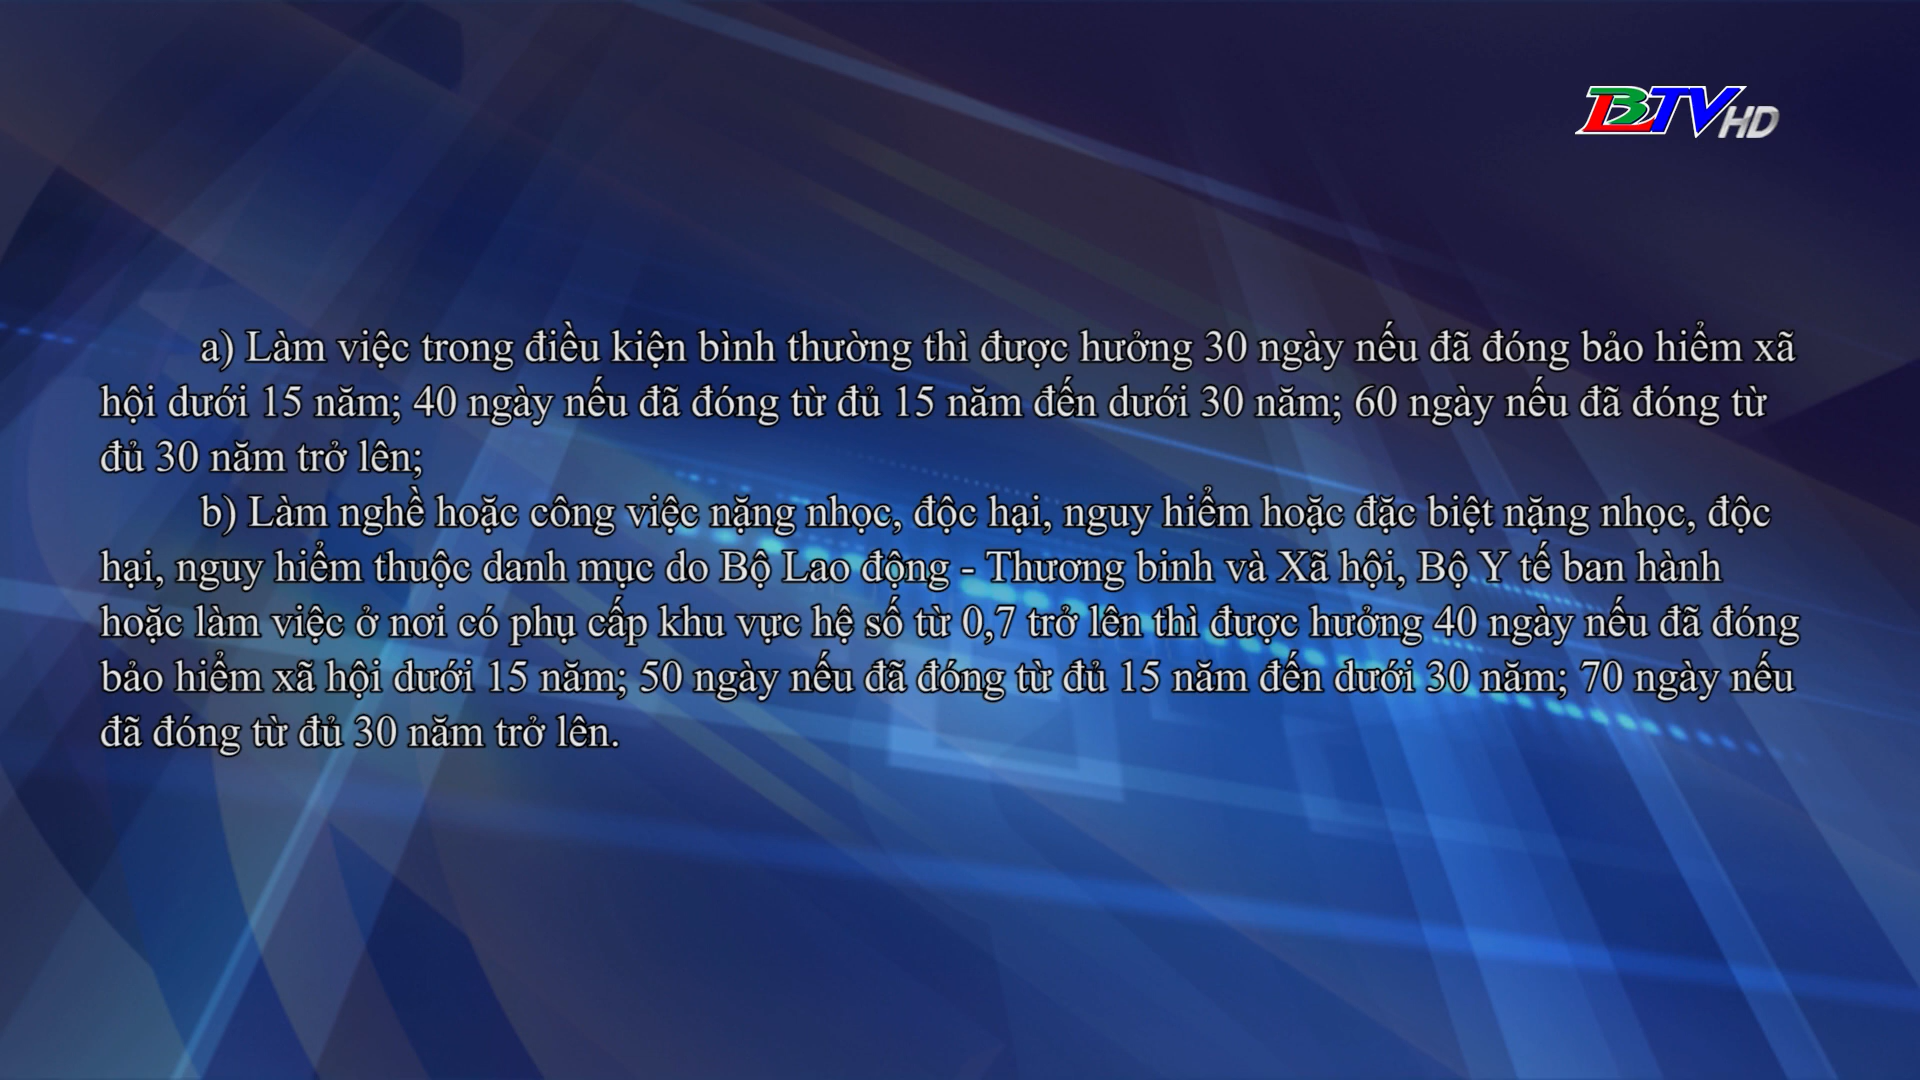 BTV HD
a) Làm việc trong điều kiện bình thường thì được hưởng 30 ngày nếu đã đóng bảo hiểm xã
hội dưới 15 năm; 40 ngày nếu đã đóng từ đủ 15 năm đến dưới 30 năm; 60 ngày nếu đã đóng từ
đủ 30 năm trở lên;
b) Làm nghề hoặc công việc nặng nhọc, độc hại, nguy hiểm hoặc đặc biệt nặng nhọc, độc
hại, nguy hiểm thuộc danh mục do Bộ Lao động - Thương binh và Xã hội, Bộ Y tế ban hành
hoặc làm việc ở nơi có phụ cấp khu vực hệ số từ 0,7 trở lên thì được hưởng 40 ngày nếu đã đóng
bảo hiểm xã hội dưới 15 năm; 50 ngày nếu đã đóng từ đủ 15 năm đến dưới 30 năm; 70 ngày nếu
đã đóng từ đủ 30 năm trở lên.